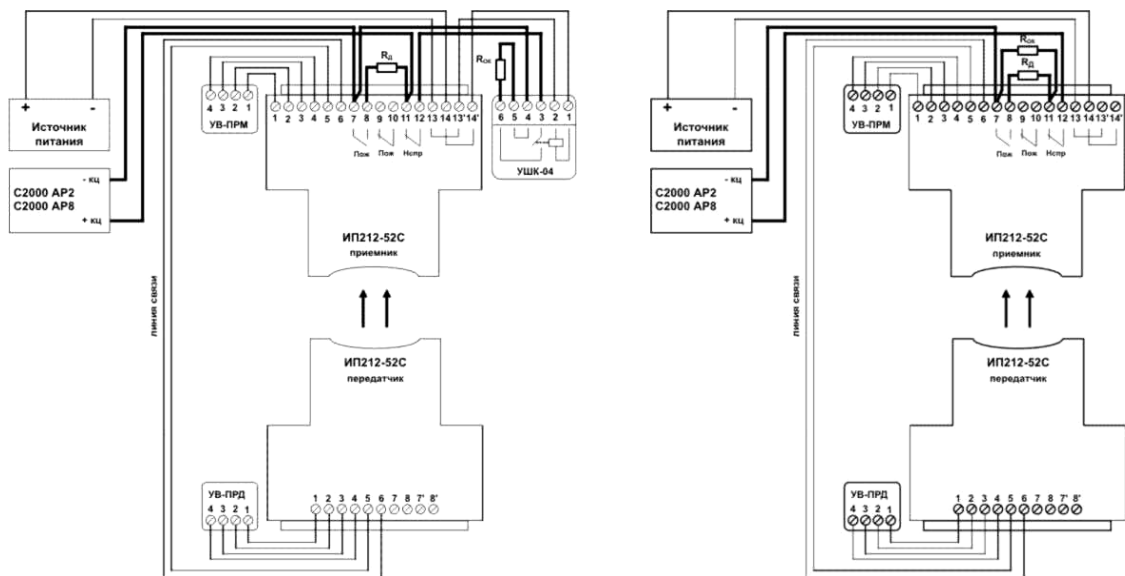 Rд
Rок
4 3 2 1
УВ-ПРМ
1 2 3 4 5 6 7 8 9 10 11 12 13 14 13' 14'
Пож Пож Нспр
6 5 4 3 2 1
УШК-04
+ -
Источник
питания
- кц
С2000 АР2
С2000 АР8
+ кц
ИП212-52С
приемник
линия связи
ИП212-52С
передатчик
УВ-ПРД
4 3 2 1
1 2 3 4 5 6 7 8 7' 8'
Rок
Rд
4 3 2 1
УВ-ПРМ
1 2 3 4 5 6 7 8 9 10 11 12 13 14 13' 14'
Пож Пож Нспр
+ -
Источник
питания
- кц
С2000 АР2
С2000 АР8
+ кц
ИП212-52С
приемник
линия связи
ИП212-52С
передатчик
УВ-ПРД
4 3 2 1
1 2 3 4 5 6 7 8 7' 8'